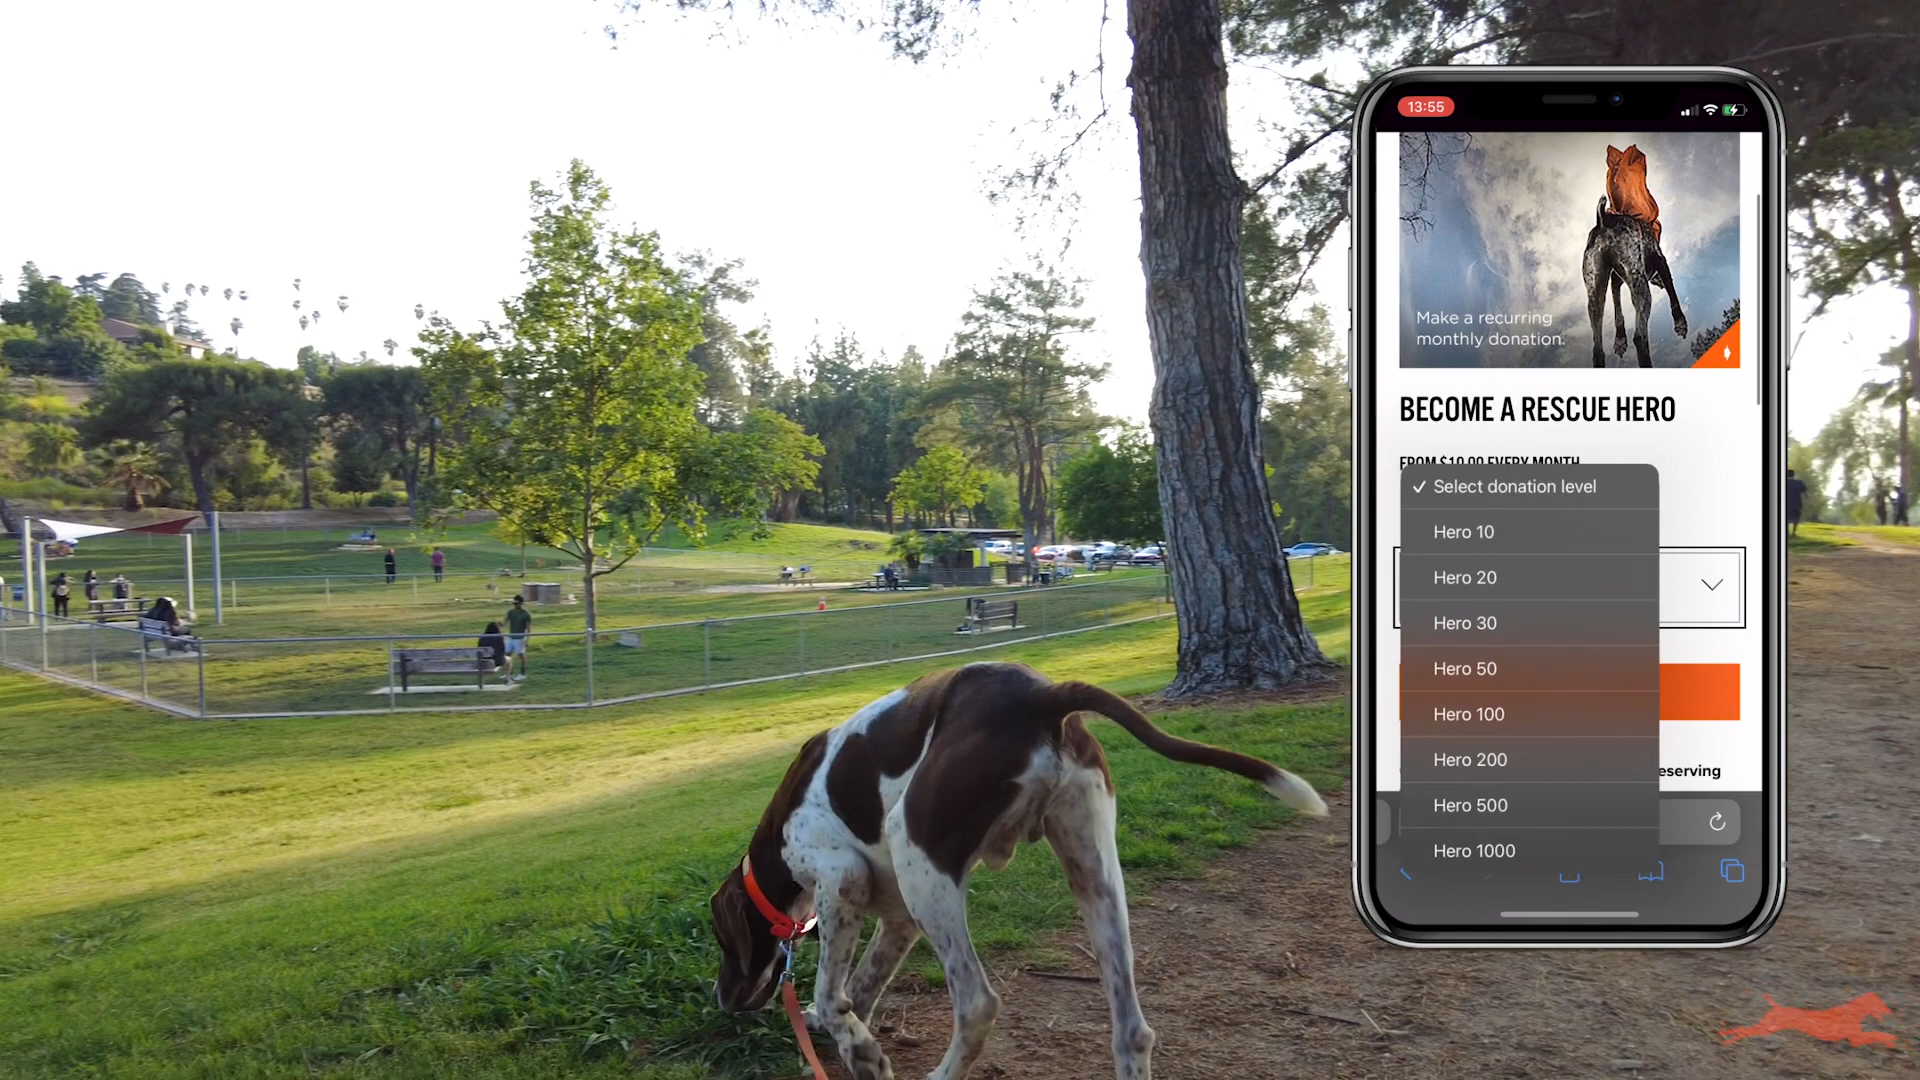 13:55
Make a recurring
monthly donation.
BECOME A RESCUE HERO
FROM $10.00 EVERY MONTH
✓ Select donation level
Hero 10
Hero 20
Hero 30
Hero 50
Hero 100
eserving
Hero 200
Hero 500
Hero 1000